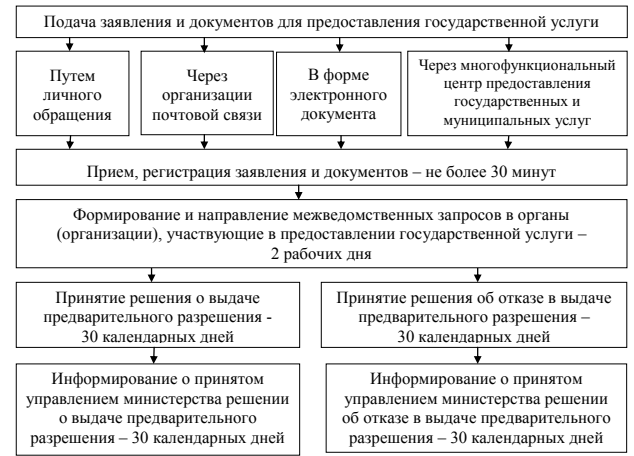 Подача заявления и документов для предоставления государственной услуги
Путем
личного
обращения
Через
организации
почтовой связи
В форме
электронного
документа
Через многофункциональный
центр предоставления
государственных и
муниципальных услуг
Прием, регистрация заявления и документов – не более 30 минут
Формирование и направление межведомственных запросов в органы
(организации), участвующие в предоставлении государственной услуги –
2 рабочих дня
Принятие решения о выдаче
предварительного разрешения -
30 календарных дней
Принятие решения об отказе в выдаче
предварительного разрешения –
30 календарных дней
Информирование о принятом
управлением министерства решении
о выдаче предварительного
разрешения – 30 календарных дней
Информирование о принятом
управлением министерства решении
об отказе в выдаче предварительного
разрешения – 30 календарных дней